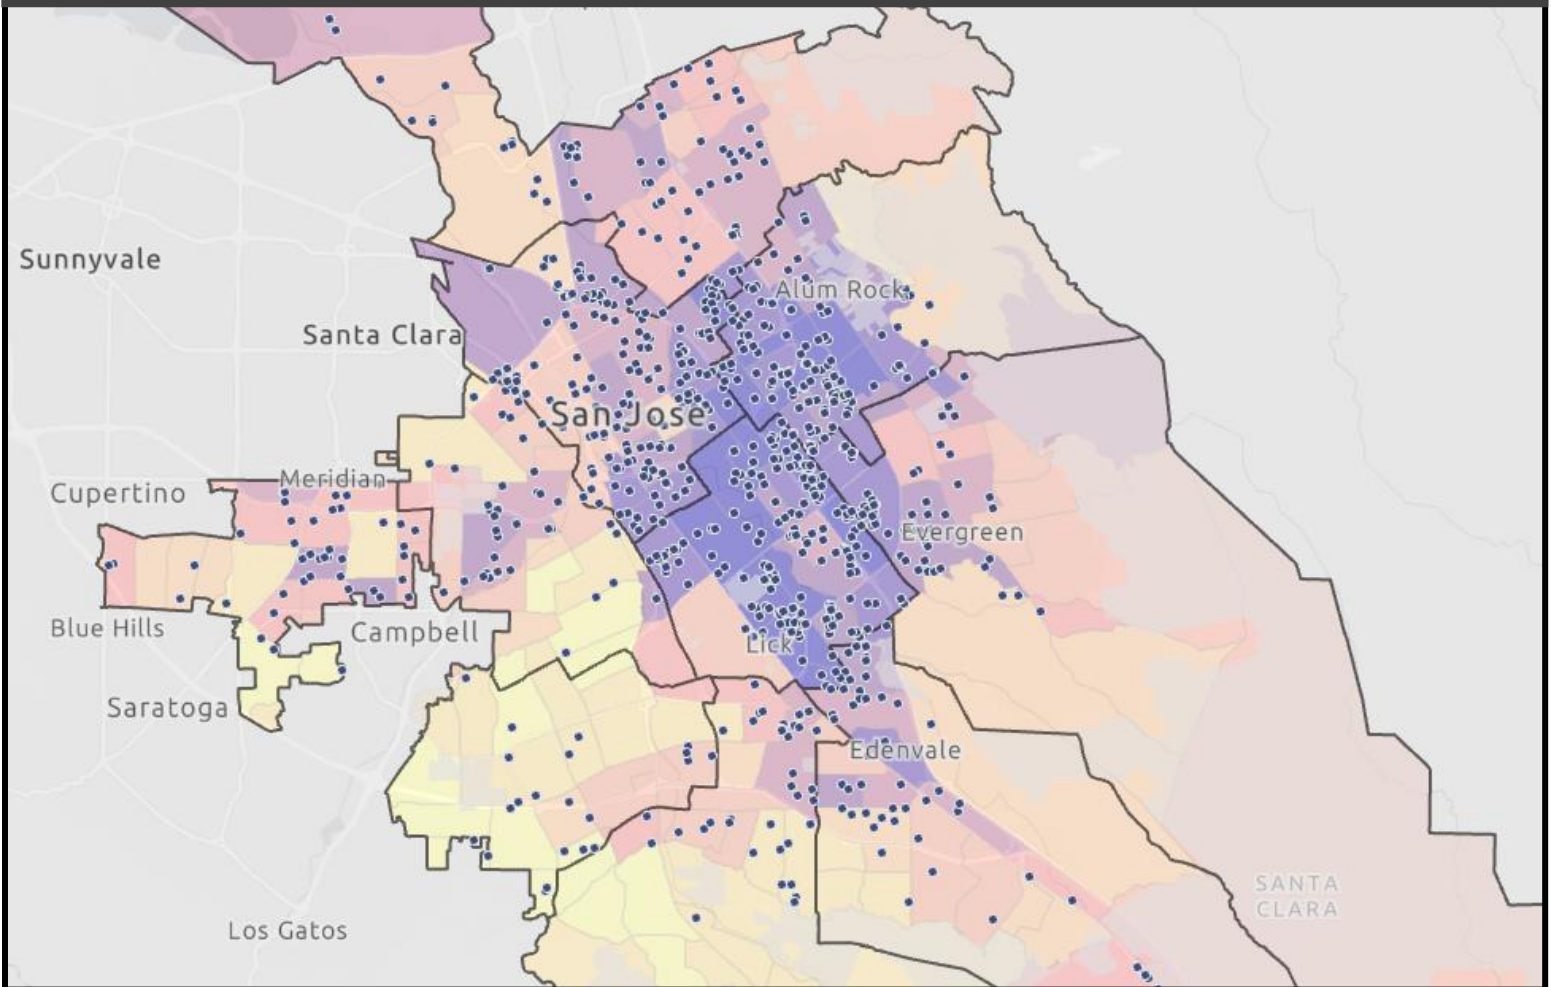 Sunnyvale
Alum Rock
Santa Clara
San Jose
Meridian
Cupertino
Evergreen
Blue Hills
Campbell
Lick
Saratoga
Edenvale
SANTA
CLARA
Los Gatos